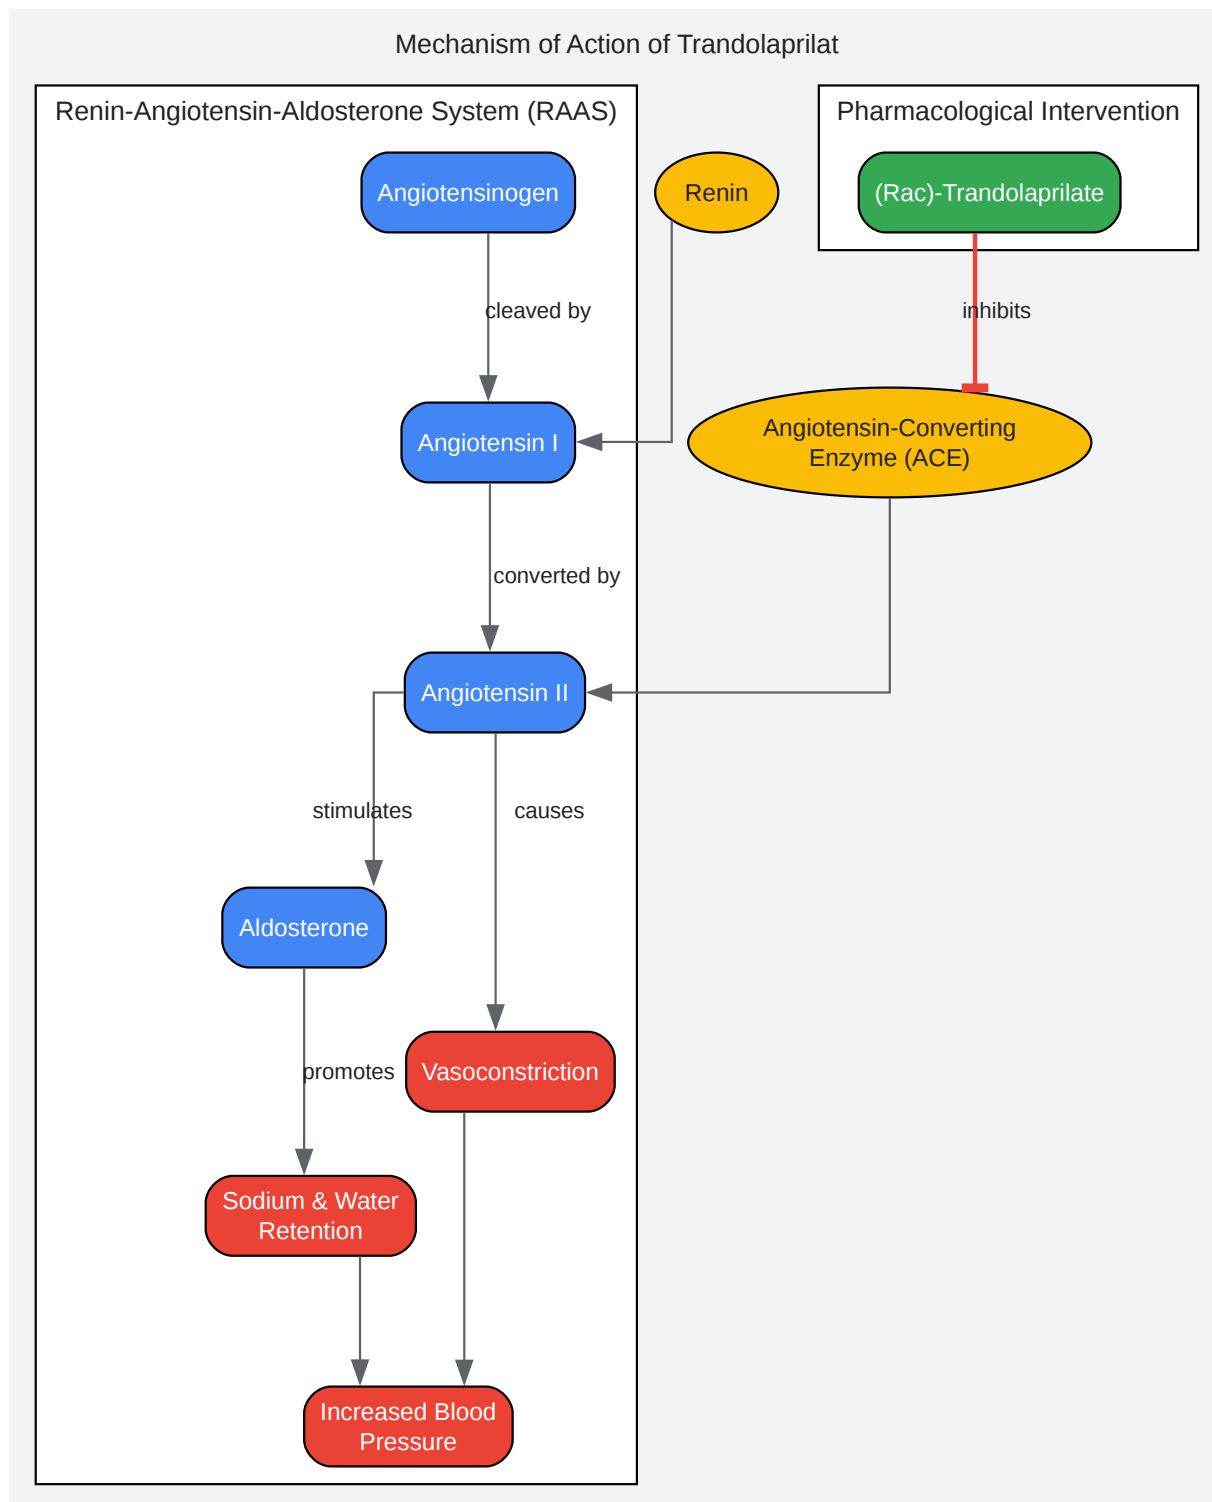 Mechanism of Action of Trandolaprilat
Renin-Angiotensin-Aldosterone System (RAAS)
Pharmacological Intervention
Angiotensinogen
Renin
(Rac)-Trandolaprilate
cleaved by
inhibits
Angiotensin I
Angiotensin-Converting
Enzyme (ACE)
converted by
Angiotensin II
stimulates
causes
Aldosterone
promotes
Vasoconstriction
Sodium & Water
Retention
Increased Blood
Pressure